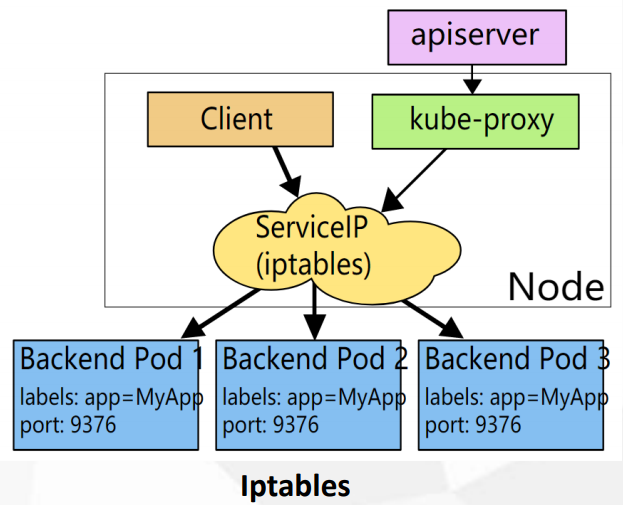 apiserver
Client
kube-proxy
ServiceIP
(iptables)
Node
Backend Pod 1
labels: app=MyApp
port: 9376
Backend Pod 2
labels: app=MyApp
port: 9376
Backend Pod 3
labels: app=MyApp
port: 9376
Iptables